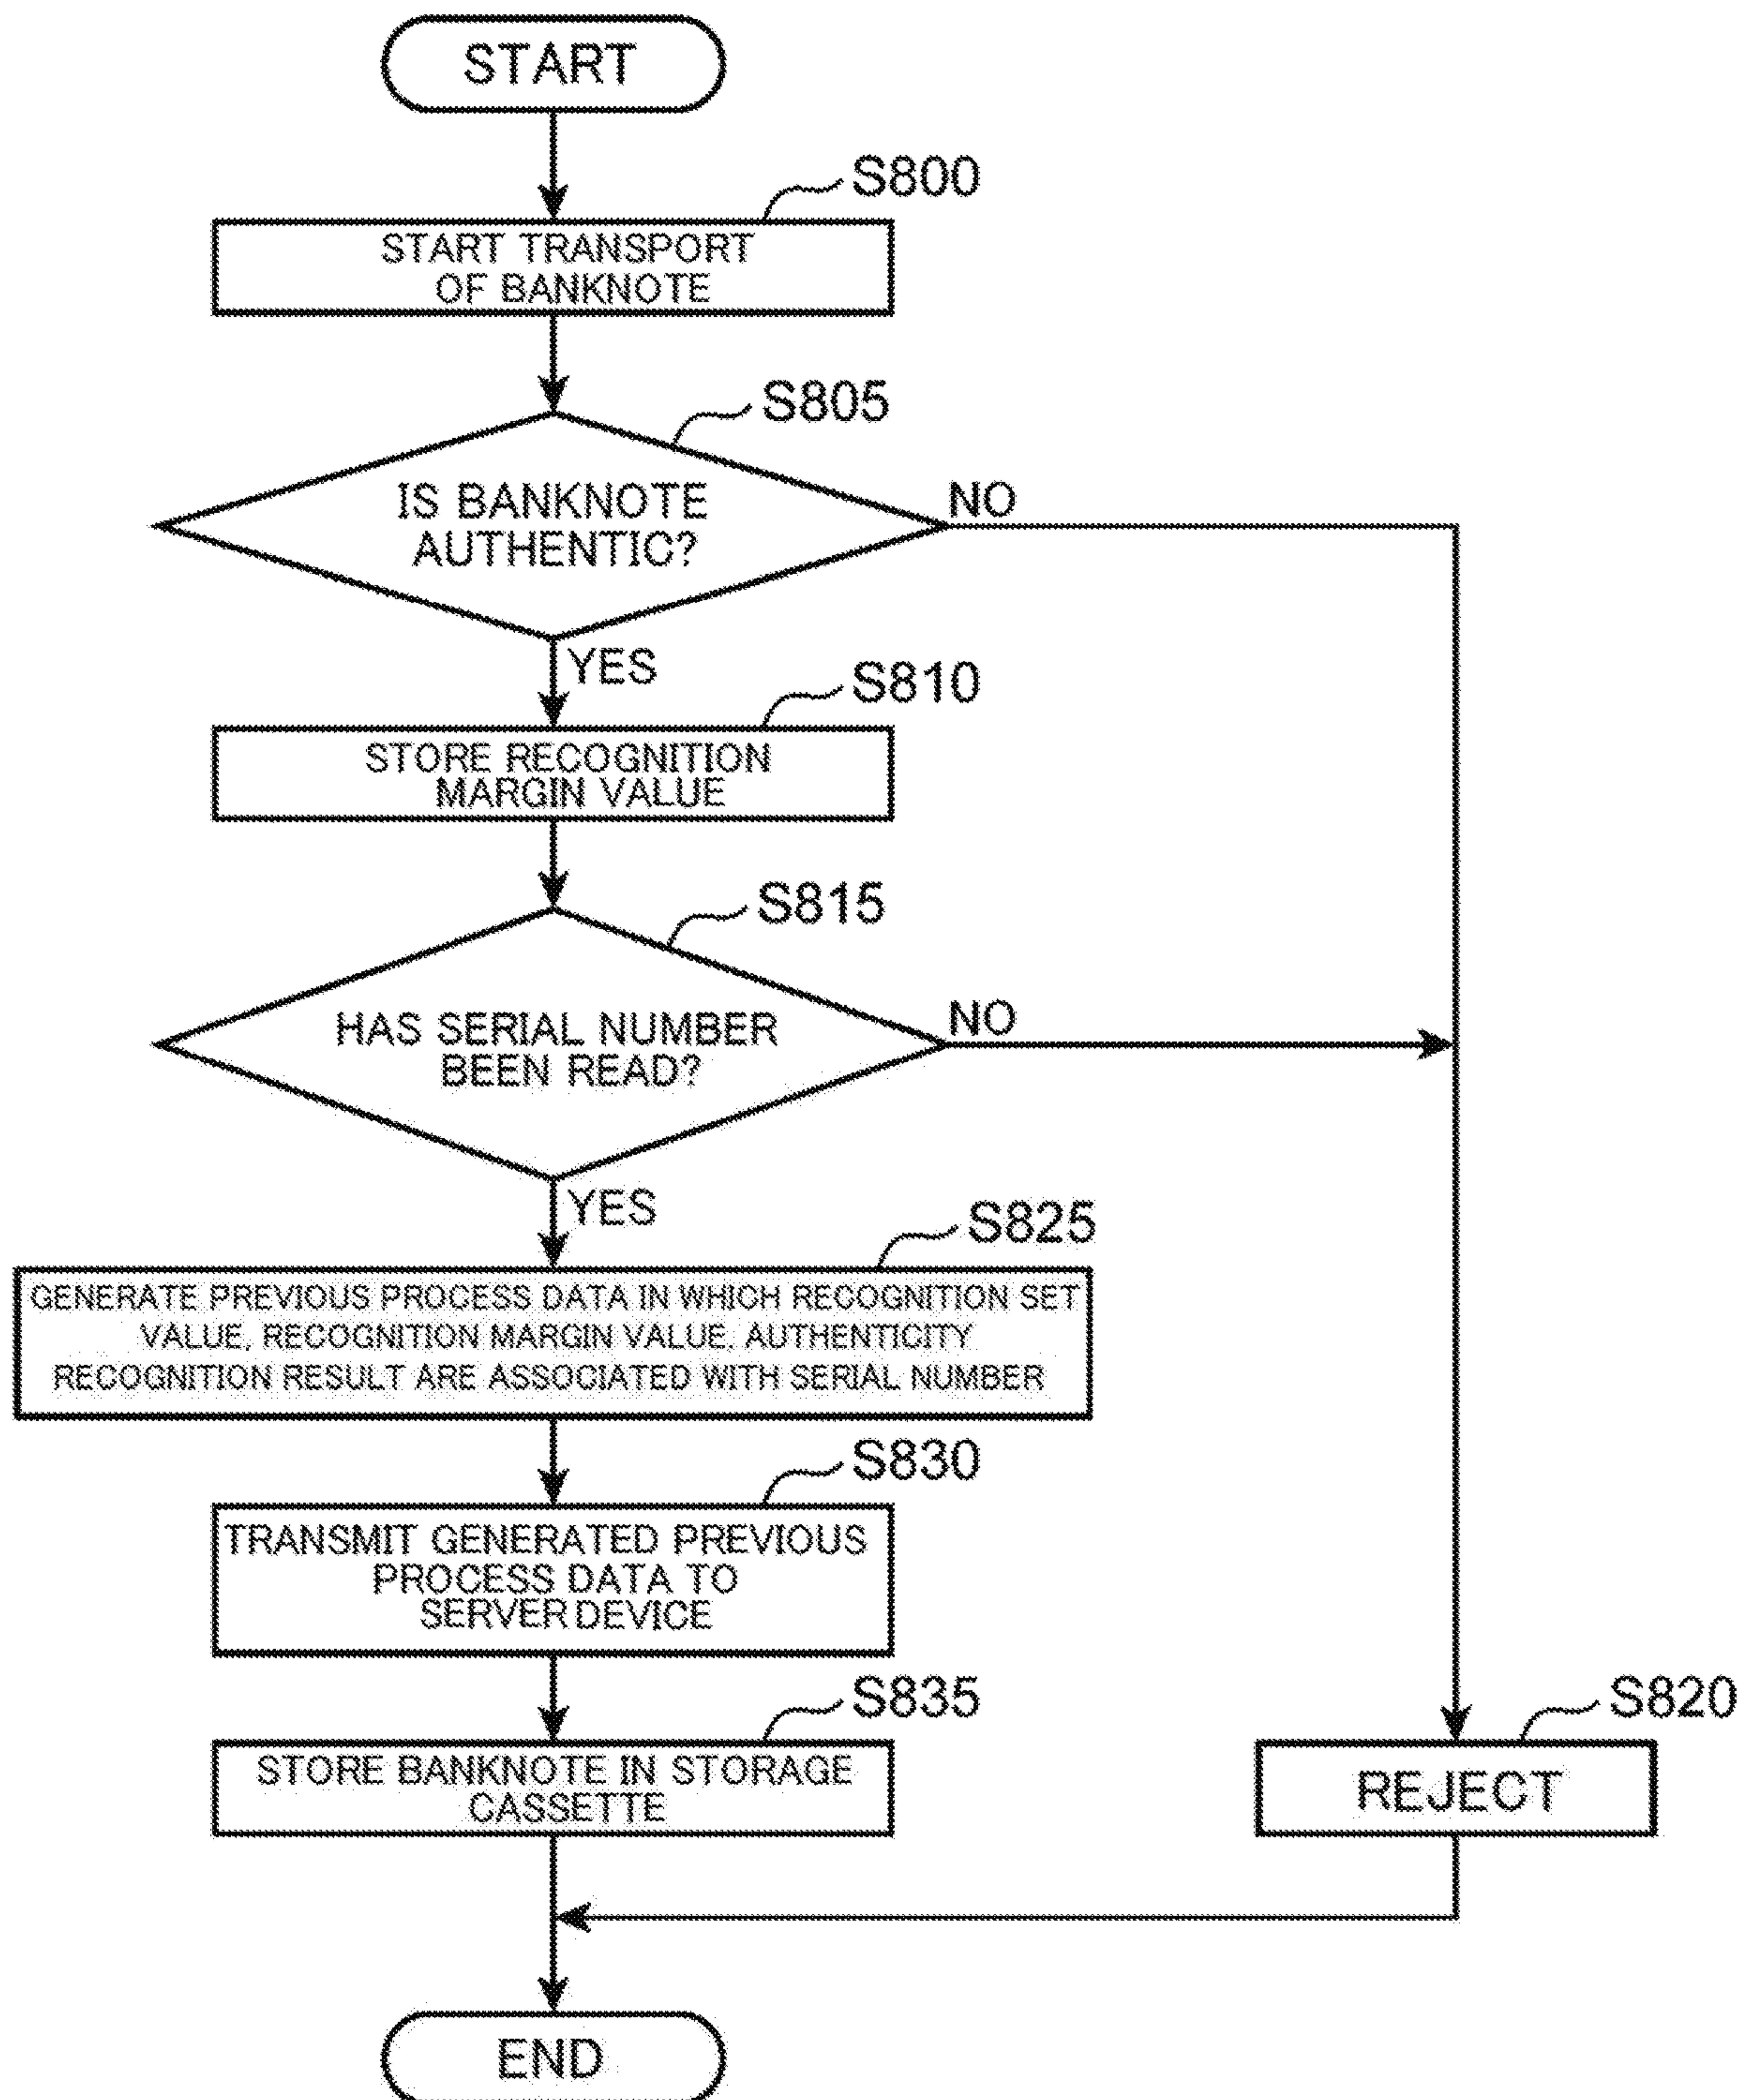 START
S800
START TRANSPORT
OF BANKNOTE
S805
IS BANKNOTE
AUTHENTIC?
NO
YES
S810
STORE RECOGNITION
MARGIN VALUE
S815
HAS SERIAL NUMBER
BEEN READ?
NO
YES
S825
GENERATE PREVIOUS PROCESS DATA IN WHICH RECOGNITION SET
VALUE, RECOGNITION MARGIN VALUE, AUTHENTICITY
RECOGNITION RESULT ARE ASSOCIATED WITH SERIAL NUMBER
S830
TRANSMIT GENERATED PREVIOUS
PROCESS DATA TO
SERVER DEVICE
S835
STORE BANKNOTE IN STORAGE
CASSETTE
S820
REJECT
END